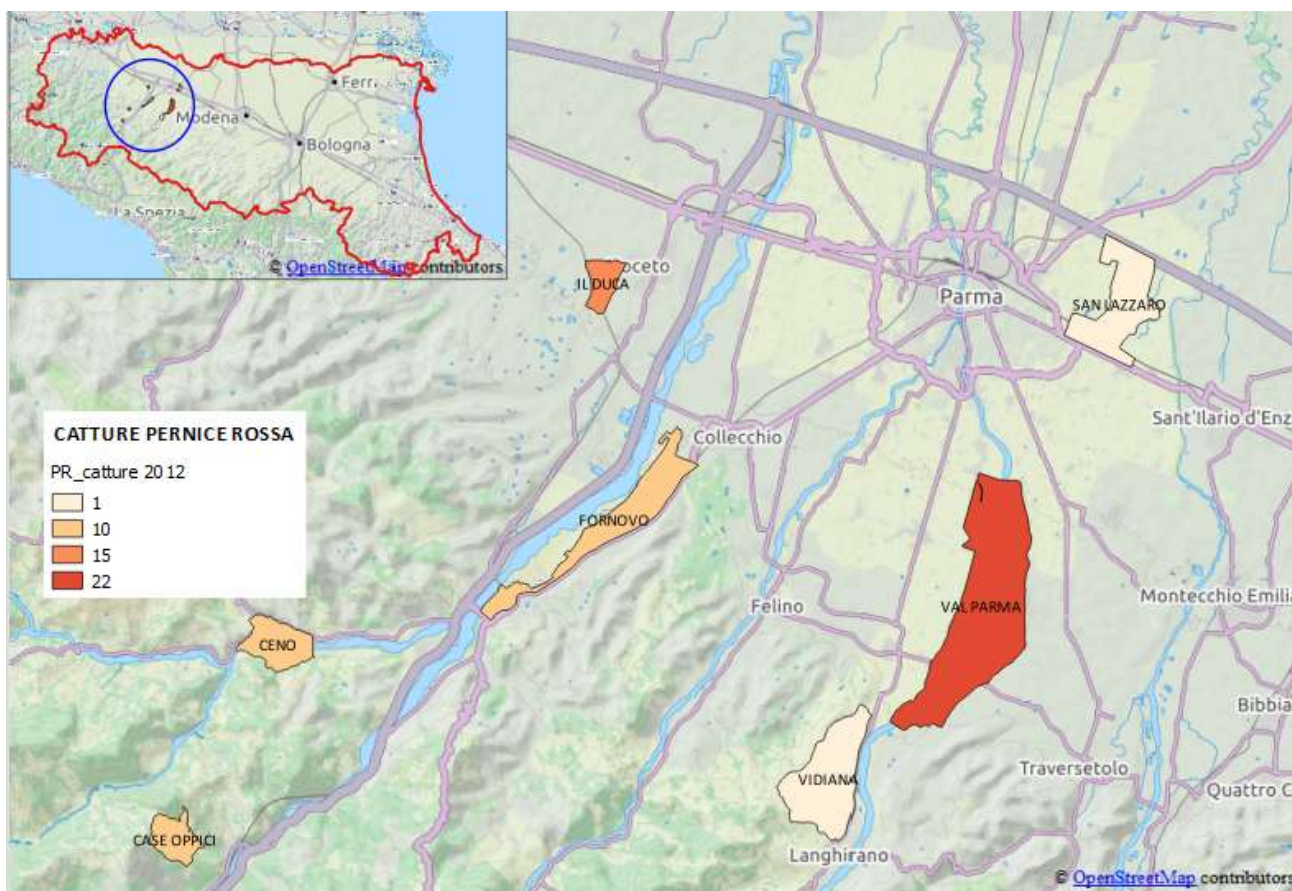 Ferr
Modena
Bologna
La Spezia
© OpenStreetMap contributors
oceto
IL DUCA
Parma
SAN LAZZARO
Sant'Ilario d'Enz
CATTURE PERNICE ROSSA
PR_catture 2012
1
10
15
22
Collecchio
FORNOVO
Felino
VAL PARMA
Montecchio Emilia
CENO
Bibbia
VIDIANA
Traversetolo
Quattro C
CASE OPPICI
Langhirano
© OpenStreetMap contributors